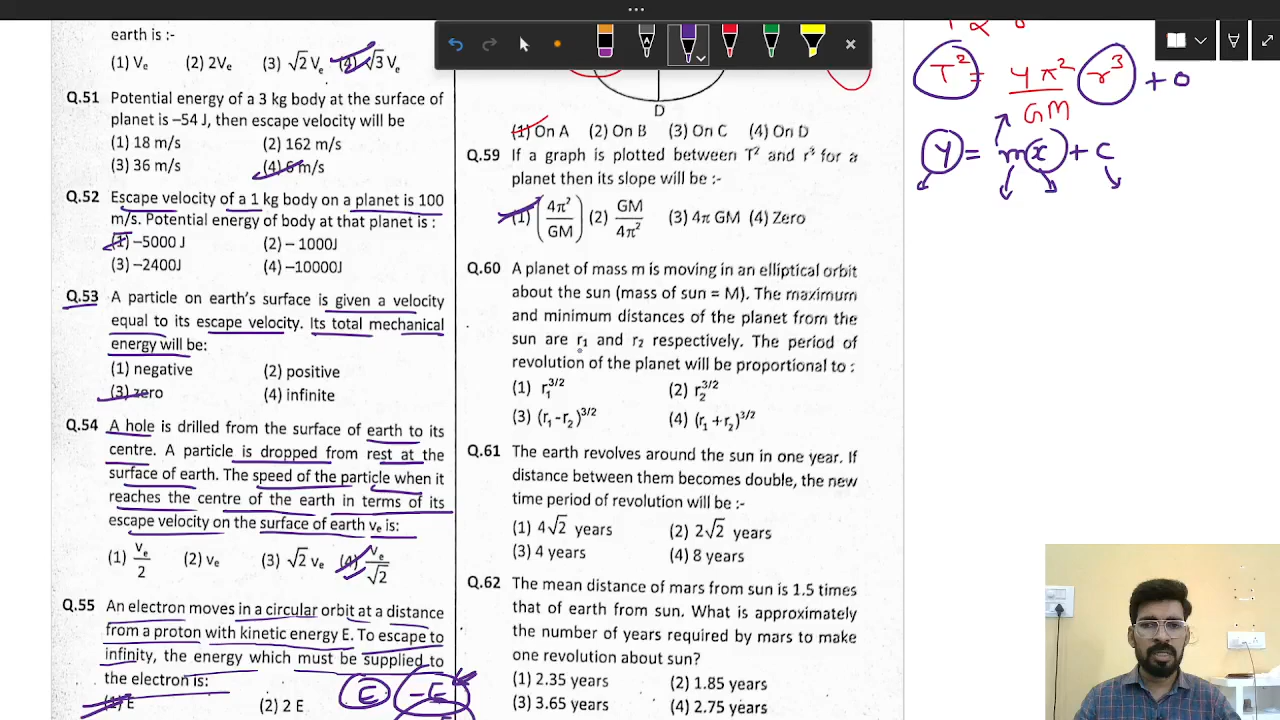 earth is :-
(1) Vₑ (2) 2Vₑ (3) √2 Vₑ (4) √3 Vₑ
Q.51 Potential energy of a 3 kg body at the surface of
planet is –54 J, then escape velocity will be
(1) 18 m/s (2) 162 m/s
(3) 36 m/s (4) 6 m/s
Q.52 Escape velocity of a 1 kg body on a planet is 100
m/s. Potential energy of body at that planet is :
(1) –5000 J (2) – 1000J
(3) –2400J (4) –10000J
Q.53 A particle on earth's surface is given a velocity
equal to its escape velocity. Its total mechanical
energy will be:
(1) negative (2) positive
(3) zero (4) infinite
Q.54 A hole is drilled from the surface of earth to its
centre. A particle is dropped from rest at the
surface of earth. The speed of the particle when it
reaches the centre of the earth in terms of its
escape velocity on the surface of earth vₑ is:
(1) vₑ/2 (2) vₑ (3) √2 vₑ (4) vₑ/√2
Q.55 An electron moves in a circular orbit at a distance
from a proton with kinetic energy E. To escape to
infinity, the energy which must be supplied to
the electron is:
(1) E (2) 2 E
E –E
D
(1) On A (2) On B (3) On C (4) On D
Q.59 If a graph is plotted between T² and r³ for a
planet then its slope will be :-
(1) (4π²/GM) (2) GM/4π² (3) 4π GM (4) Zero
Q.60 A planet of mass m is moving in an elliptical orbit
about the sun (mass of sun = M). The maximum
and minimum distances of the planet from the
sun are r₁ and r₂ respectively. The period of
revolution of the planet will be proportional to :
(1) r₁^3/2 (2) r₂^3/2
(3) (r₁ - r₂)^3/2 (4) (r₁ + r₂)^3/2
Q.61 The earth revolves around the sun in one year. If
distance between them becomes double, the new
time period of revolution will be :-
(1) 4√2 years (2) 2√2 years
(3) 4 years (4) 8 years
Q.62 The mean distance of mars from sun is 1.5 times
that of earth from sun. What is approximately
the number of years required by mars to make
one revolution about sun?
(1) 2.35 years (2) 1.85 years
(3) 3.65 years (4) 2.75 years
T² = 4π²/GM r³ + 0
y = mx + c